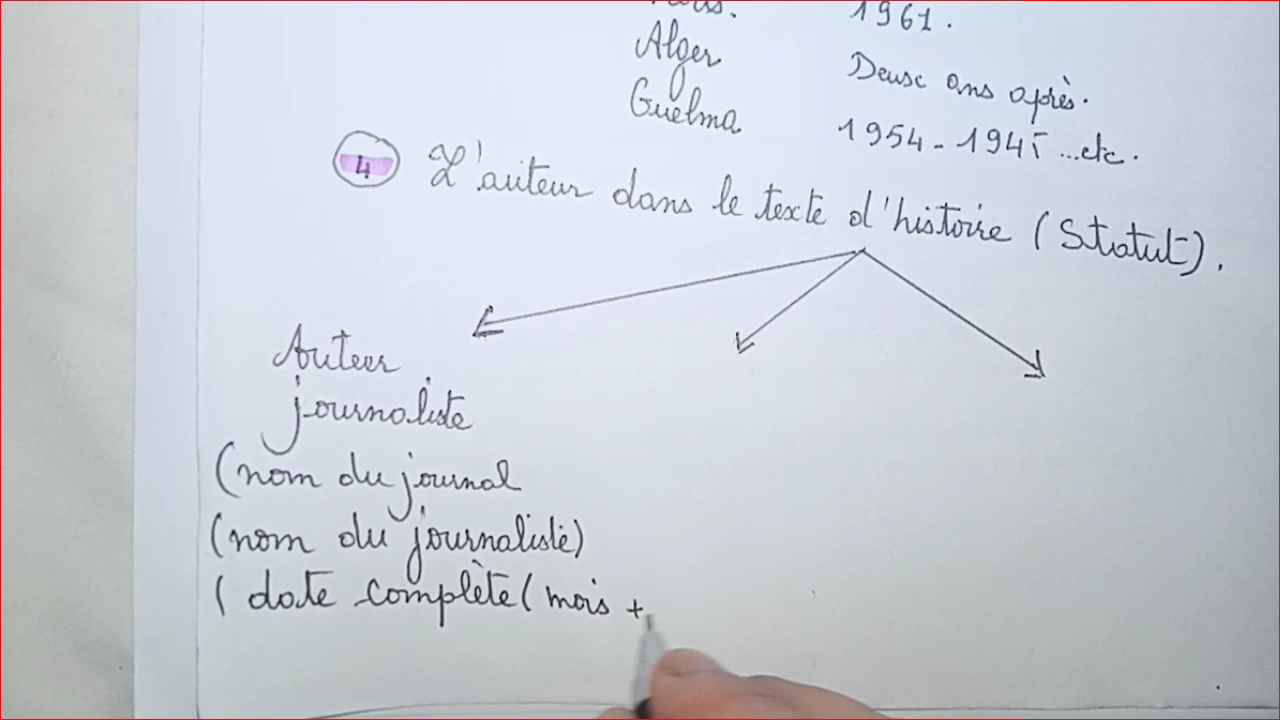 1961.
Alger Deux ans après.
Guelma 1954-1945 ...etc.
4 L'auteur dans le texte d'histoire (Statut).
Auteur
journaliste
(nom du journal
(nom du journaliste)
( date complète ( mois +